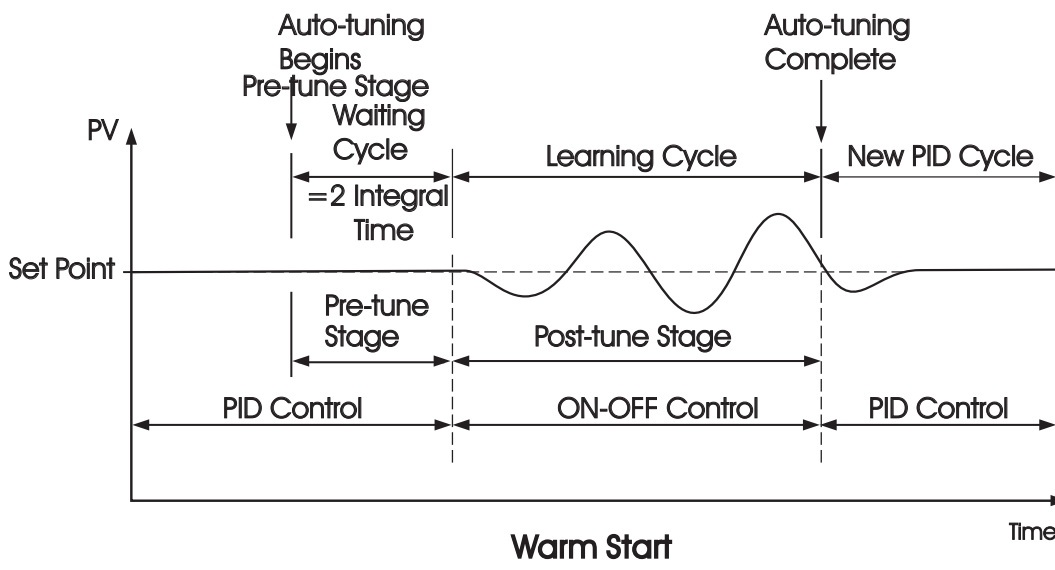 Auto-tuning
Begins
Pre-tune Stage
Auto-tuning
Complete
Waiting
Cycle
PV
Learning Cycle
New PID Cycle
=2 Integral
Time
Set Point
Pre-tune
Stage
Post-tune Stage
PID Control
ON-OFF Control
PID Control
Time
Warm Start